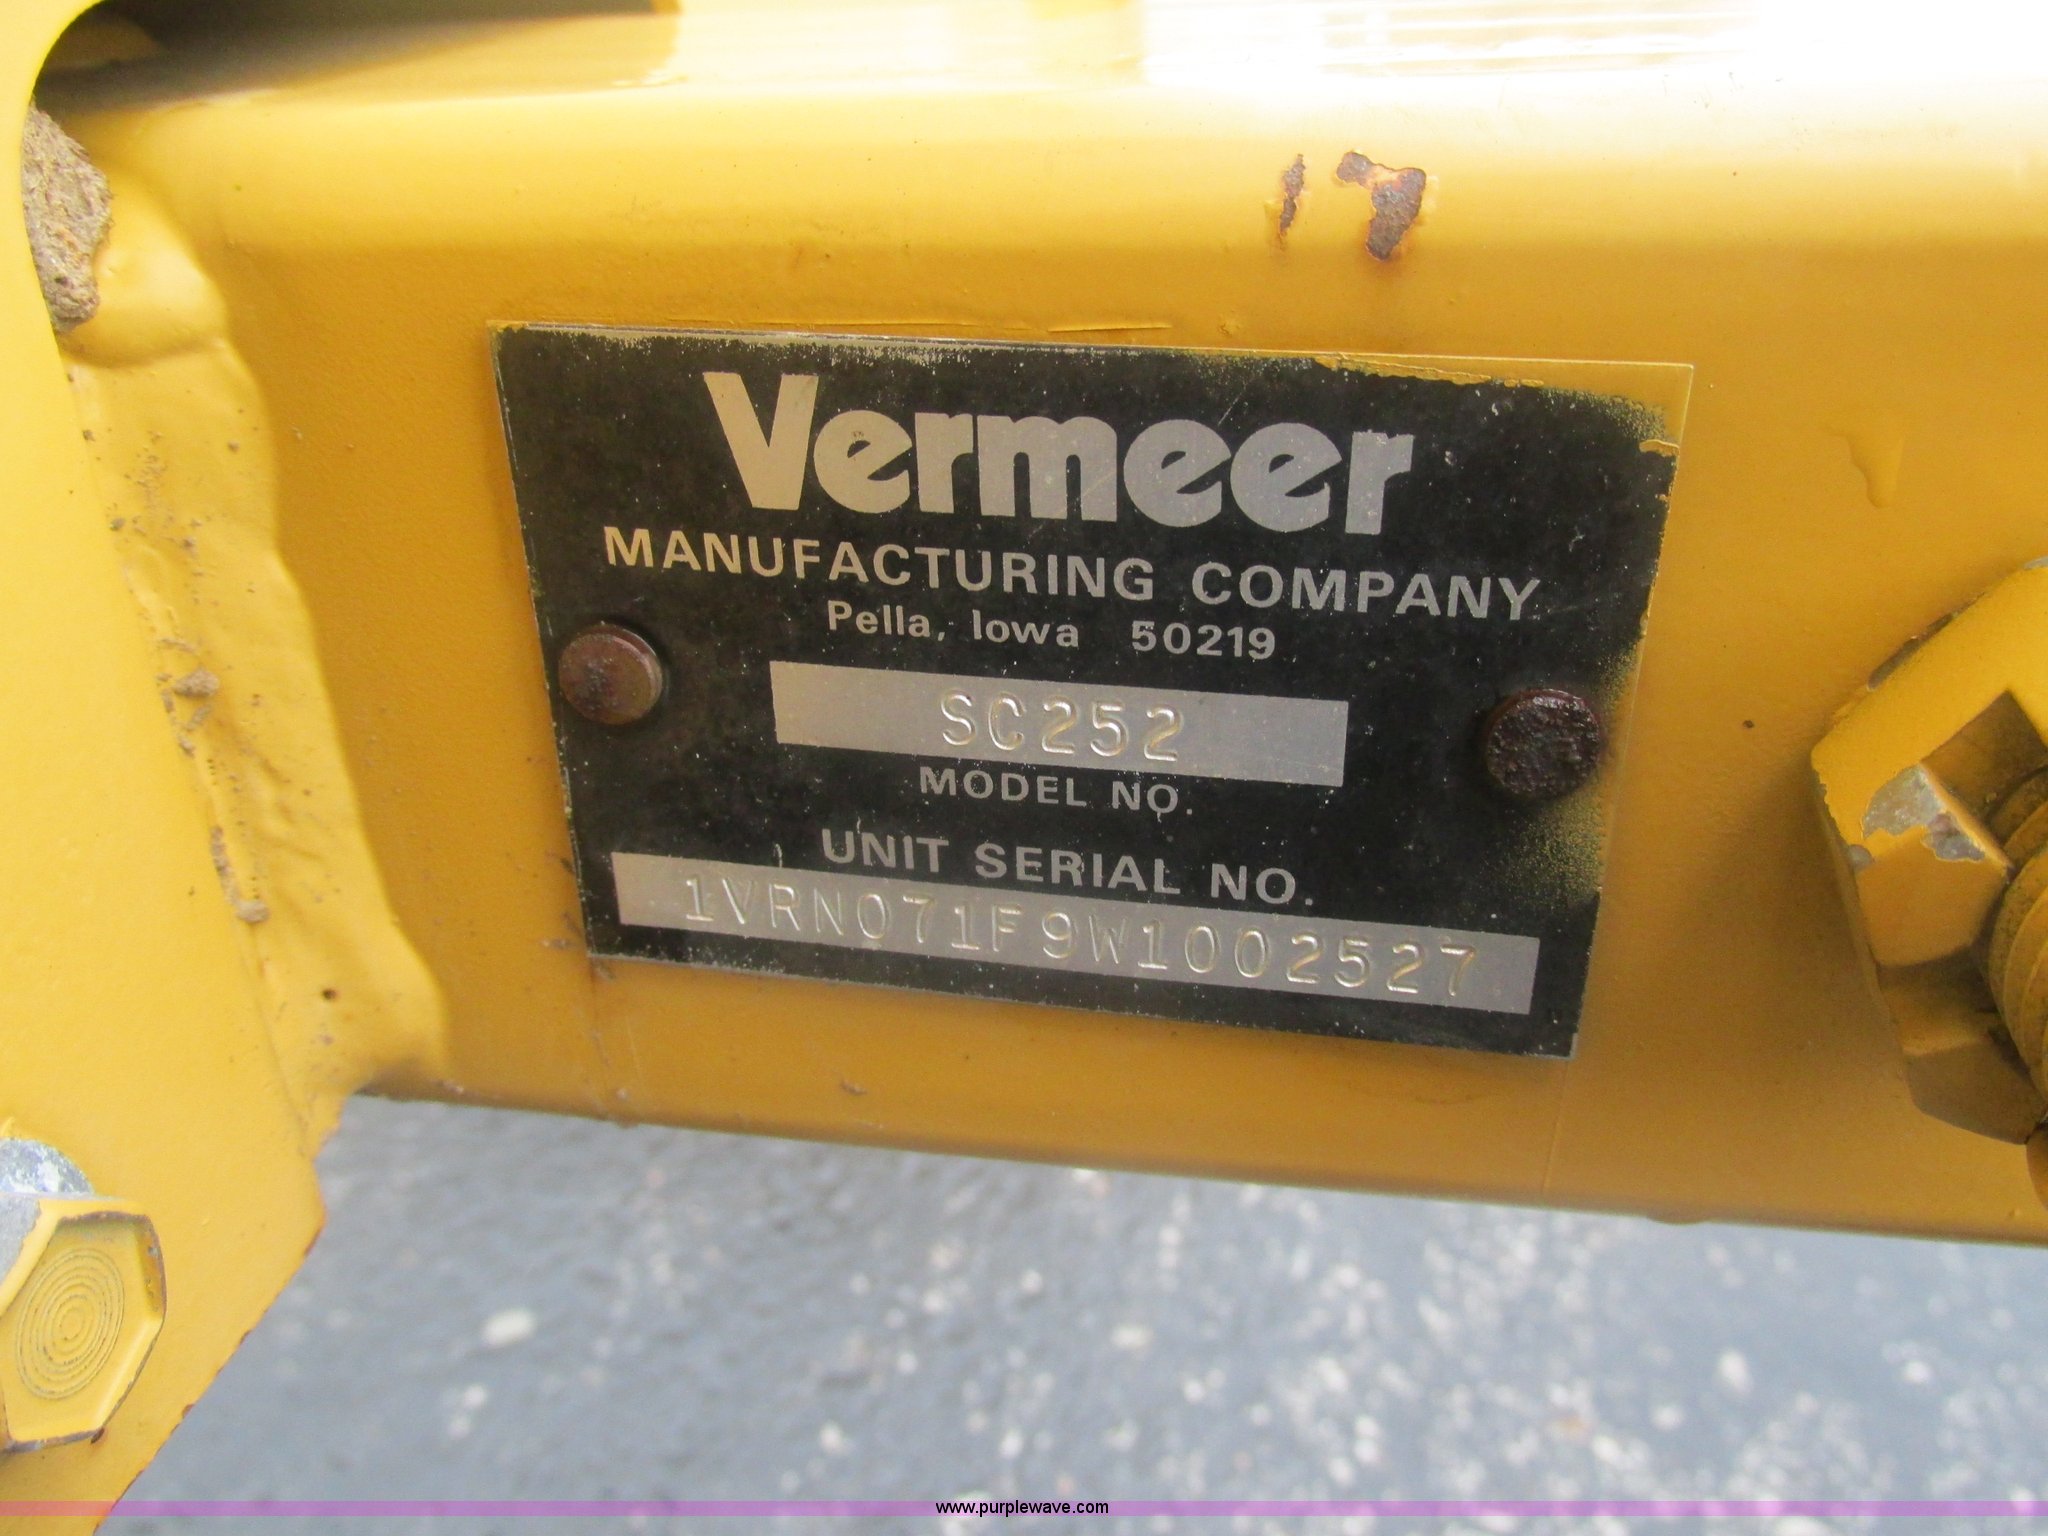 Vermeer
MANUFACTURING COMPANY
Pella, Iowa 50219
SC252
MODEL NO.
UNIT SERIAL NO.
1VRN071F9W1002527
www.purplewave.com